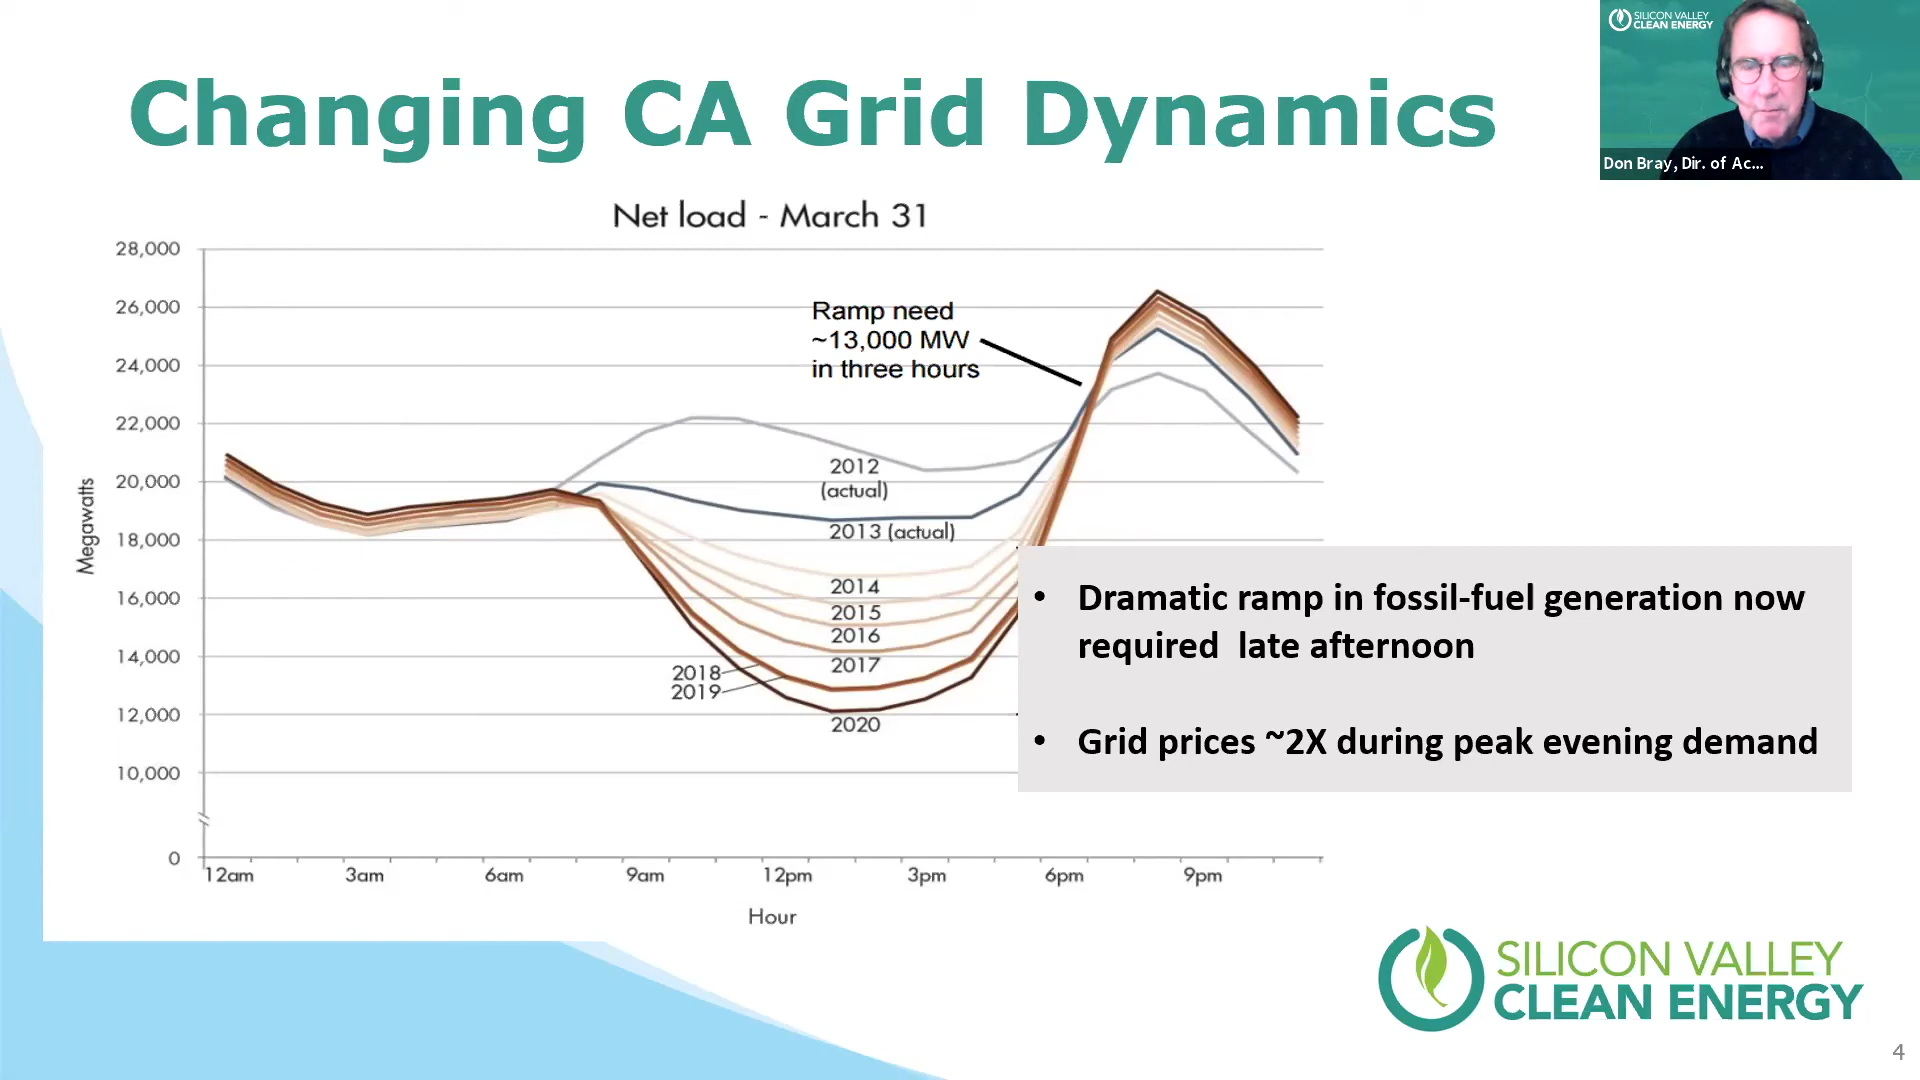 Changing CA Grid Dynamics
SILICON VALLEY
CLEAN ENERGY
Don Bray, Dir. of Ac...
Net load - March 31
28,000
26,000
24,000
22,000
20,000
18,000
16,000
14,000
12,000
10,000
0
Megawatts
Ramp need
~13,000 MW
in three hours
2012
(actual)
2013 (actual)
2014
2015
2016
2017
2018
2019
2020
12am 3am 6am 9am 12pm 3pm 6pm 9pm
Hour
• Dramatic ramp in fossil-fuel generation now
required late afternoon
• Grid prices ~2X during peak evening demand
SILICON VALLEY
CLEAN ENERGY
4